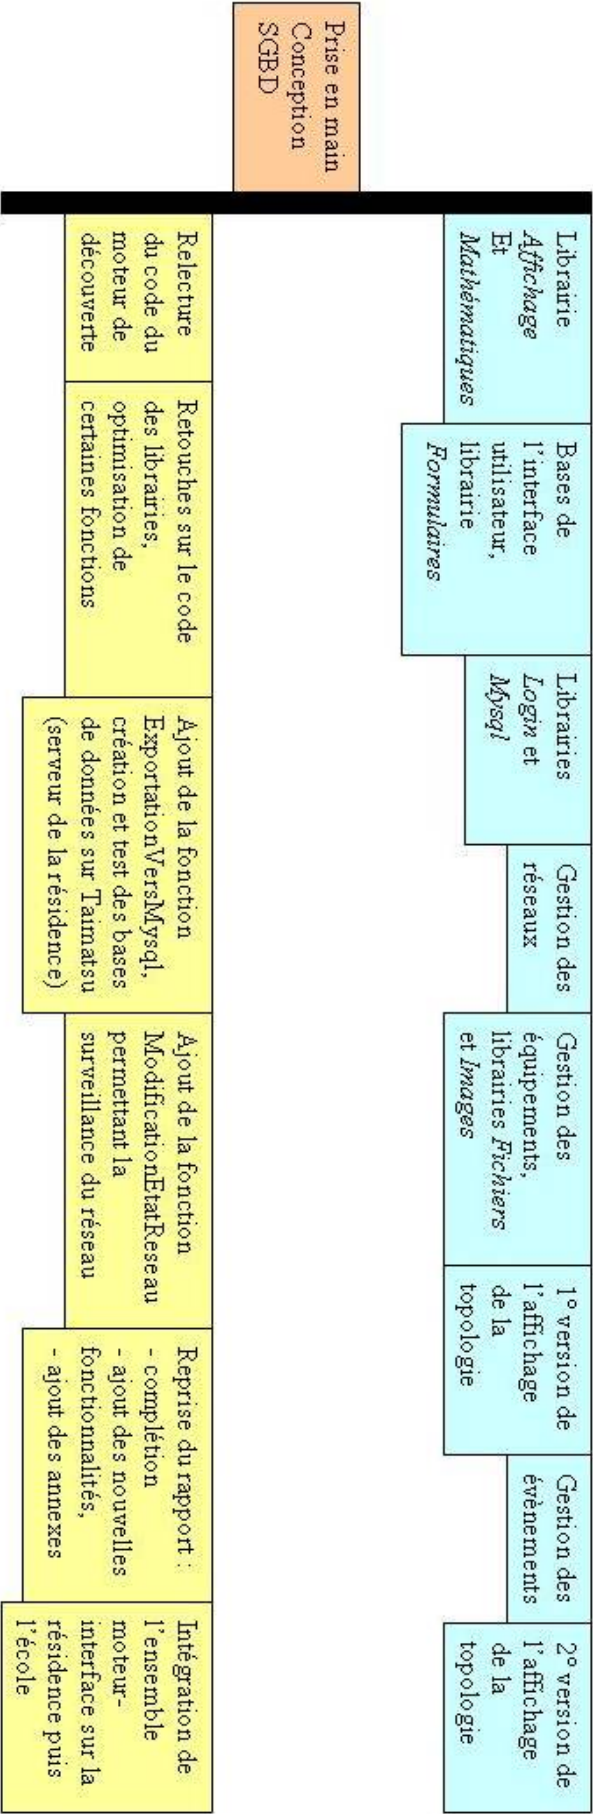 Prise en main
Conception
SGBD
Librairie
Affichage
Et
Mathématiques
Bases de
l'interface
utilisateur,
librairie
Formulaires
Librairies
Login et
Mysql
Gestion des
réseaux
Gestion des
équipements,
librairies Fichiers
et Images
1° version de
l'affichage
de la
topologie
Gestion des
évènements
2° version de
l'affichage
de la
topologie
Relecture
du code du
moteur de
découverte
Retouches sur le code
des librairies,
optimisation de
certaines fonctions
Ajout de la fonction
ExportationVersMysql,
création et test des bases
de données sur Taimatsu
(serveur de la résidence)
Ajout de la fonction
ModificationEtatReseau
permettant la
surveillance du réseau
Reprise du rapport :
- complétion
- ajout des nouvelles
fonctionnalités,
- ajout des annexes
Intégration de
l'ensemble
moteur-
interface sur la
résidence puis
l'école